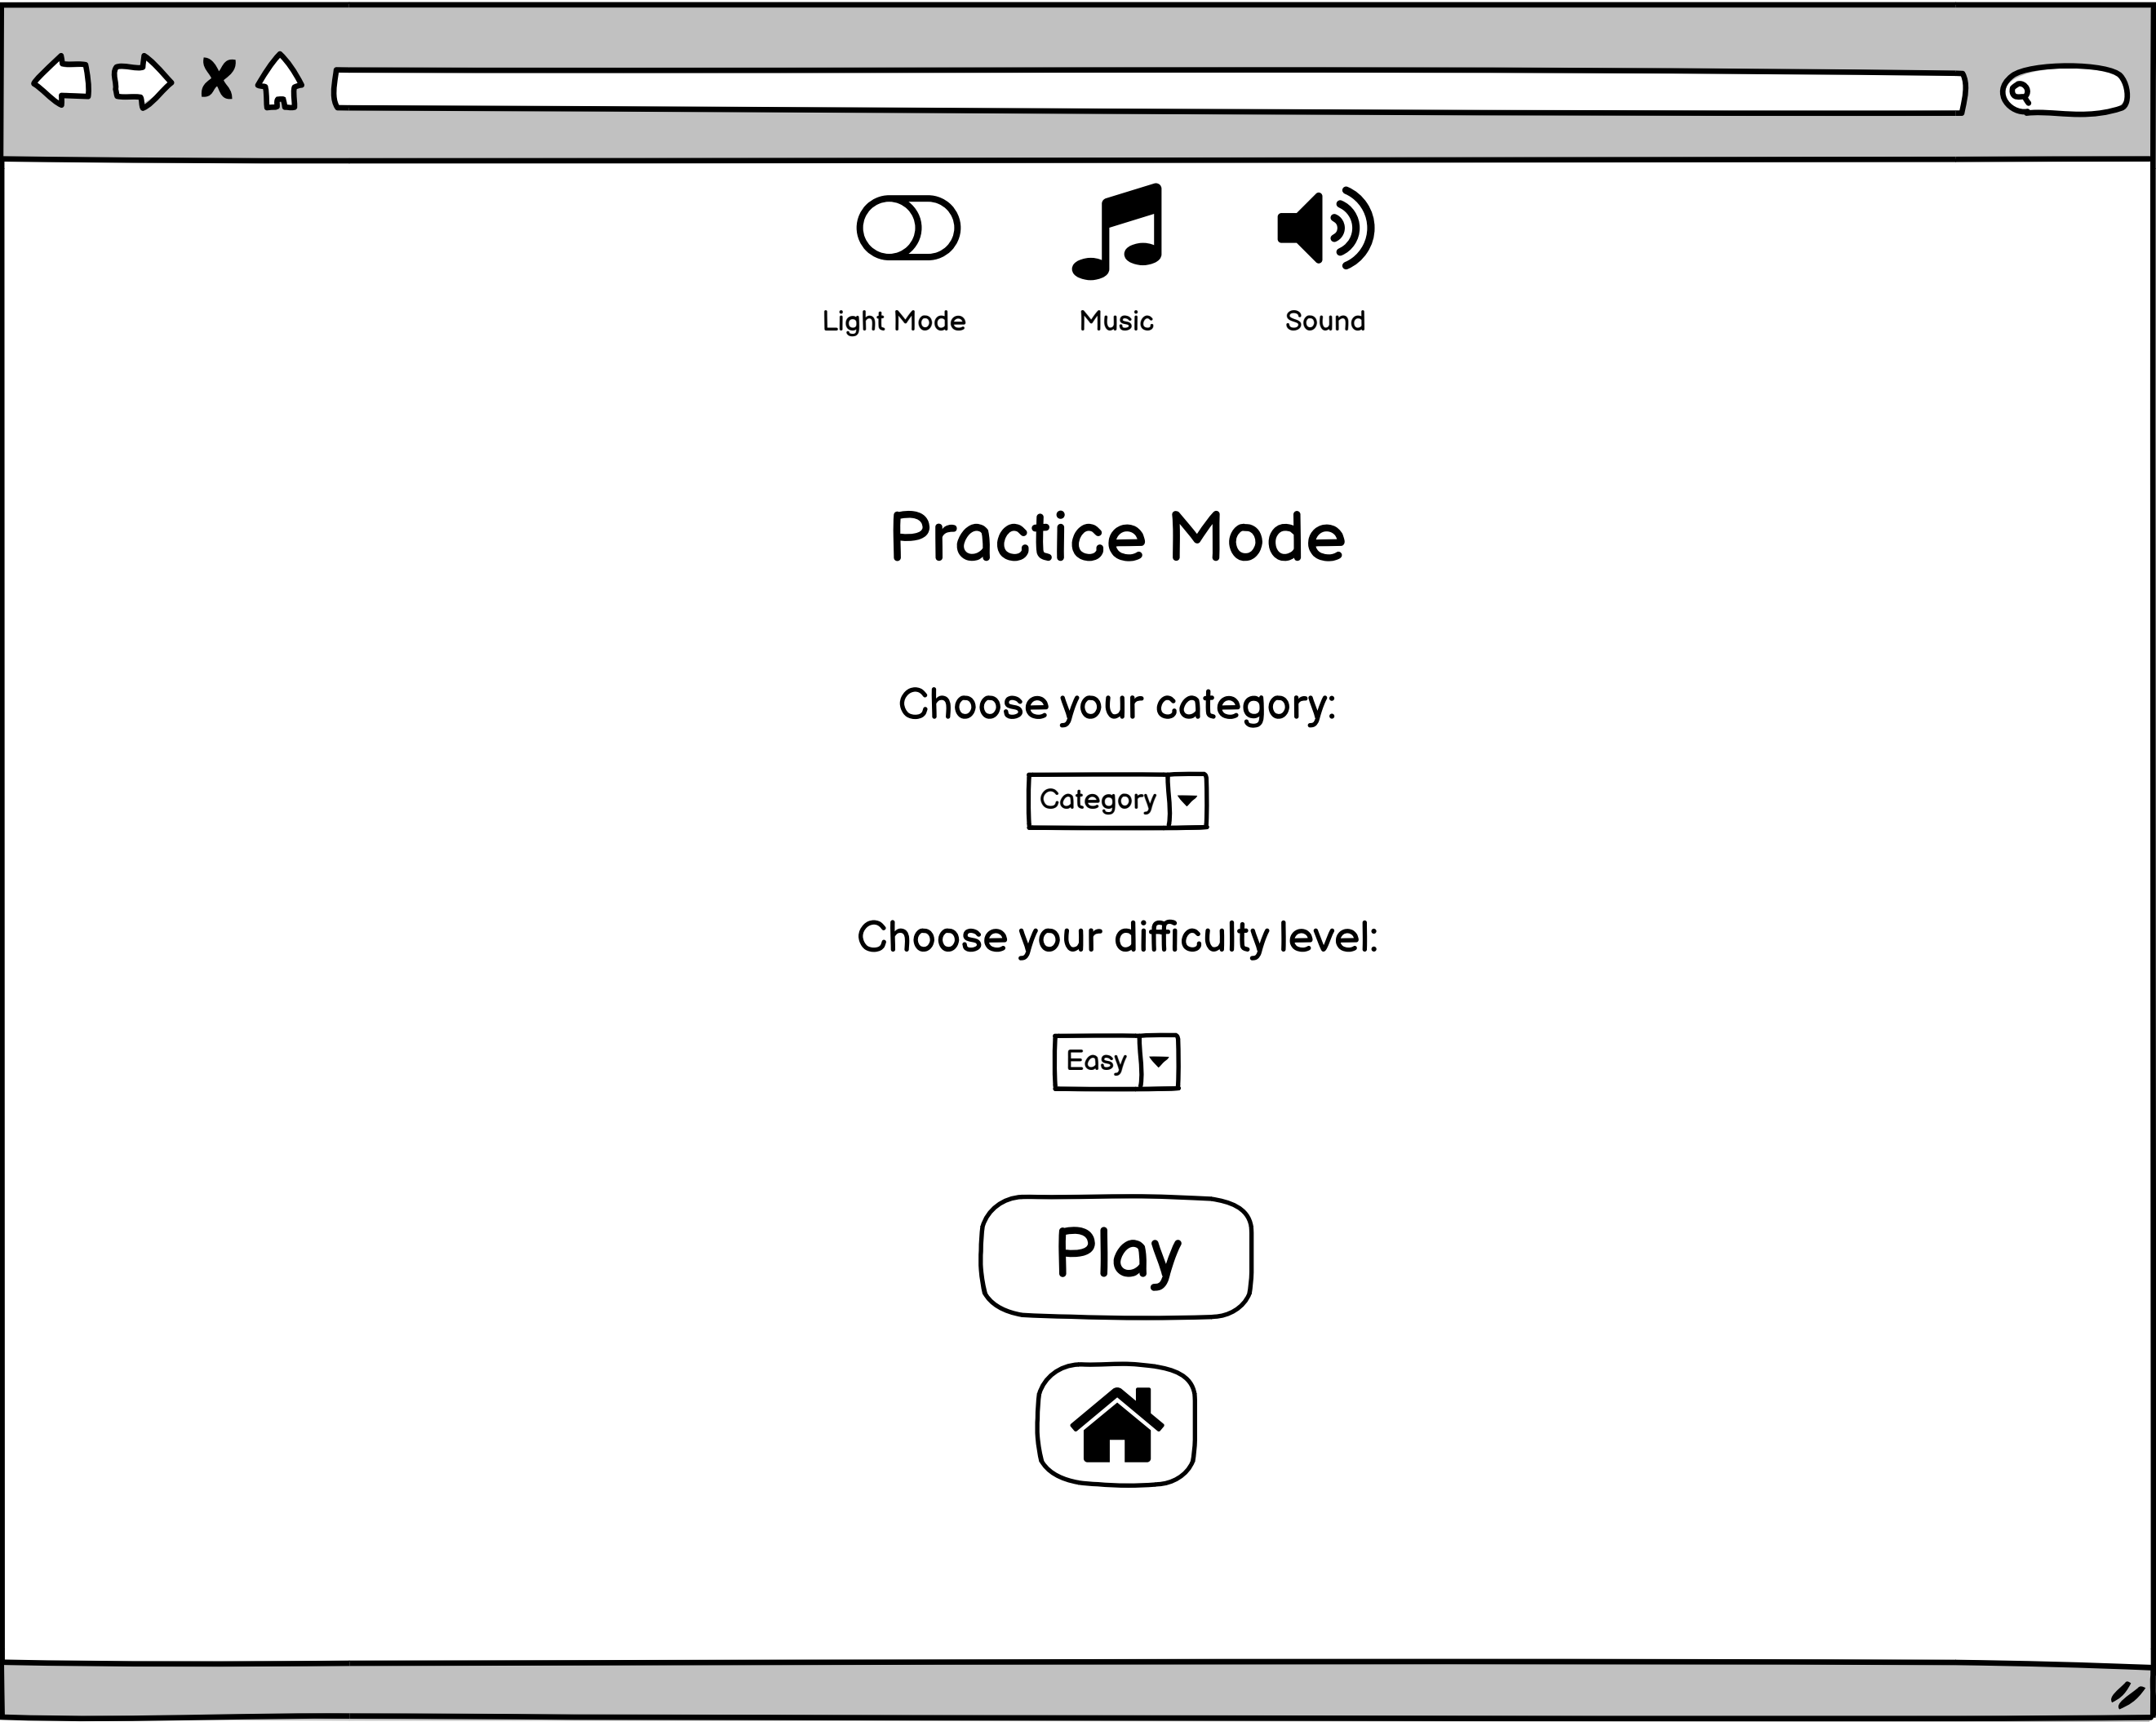 Light Mode Music Sound
Practice Mode
Choose your category:
Category
Choose your difficulty level:
Easy
Play